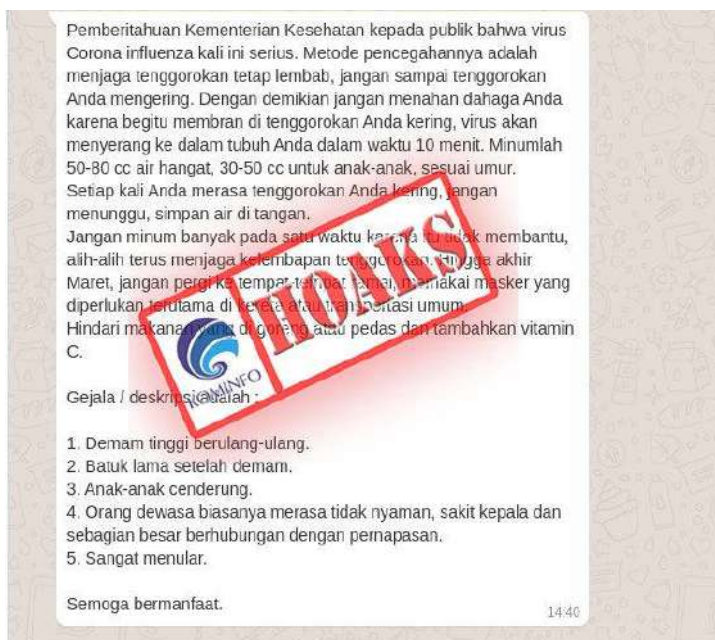 Pemberitahuan Kementerian Kesehatan kepada publik bahwa virus
Corona influenza kali ini serius. Metode pencegahannya adalah
menjaga tenggorokan tetap lembab, jangan sampai tenggorokan
Anda mengering. Dengan demikian jangan menahan dahaga Anda
karena begitu membran di tenggorokan Anda kering, virus akan
menyerang ke dalam tubuh Anda dalam waktu 10 menit. Minumlah
50-80 cc air hangat, 30-50 cc untuk anak-anak, sesuai umur.
Setiap kali Anda merasa tenggorokan Anda kering, jangan
menunggu, simpan air di tangan.
Jangan minum banyak pada satu waktu karena itu tidak membantu,
alih-alih terus menjaga kelembapan tenggorokan. Hingga akhir
Maret, jangan pergi ke tempat-tempat ramai, memakai masker yang
diperlukan terutama di kereta atau transportasi umum.
Hindari makanan yang di goreng atau pedas dan tambahkan vitamin
C.
HOAKS
KOMINFO
Gejala / deskripsi adalah :
1. Demam tinggi berulang-ulang.
2. Batuk lama setelah demam.
3. Anak-anak cenderung.
4. Orang dewasa biasanya merasa tidak nyaman, sakit kepala dan
sebagian besar berhubungan dengan pernapasan.
5. Sangat menular.
Semoga bermanfaat.
14:40